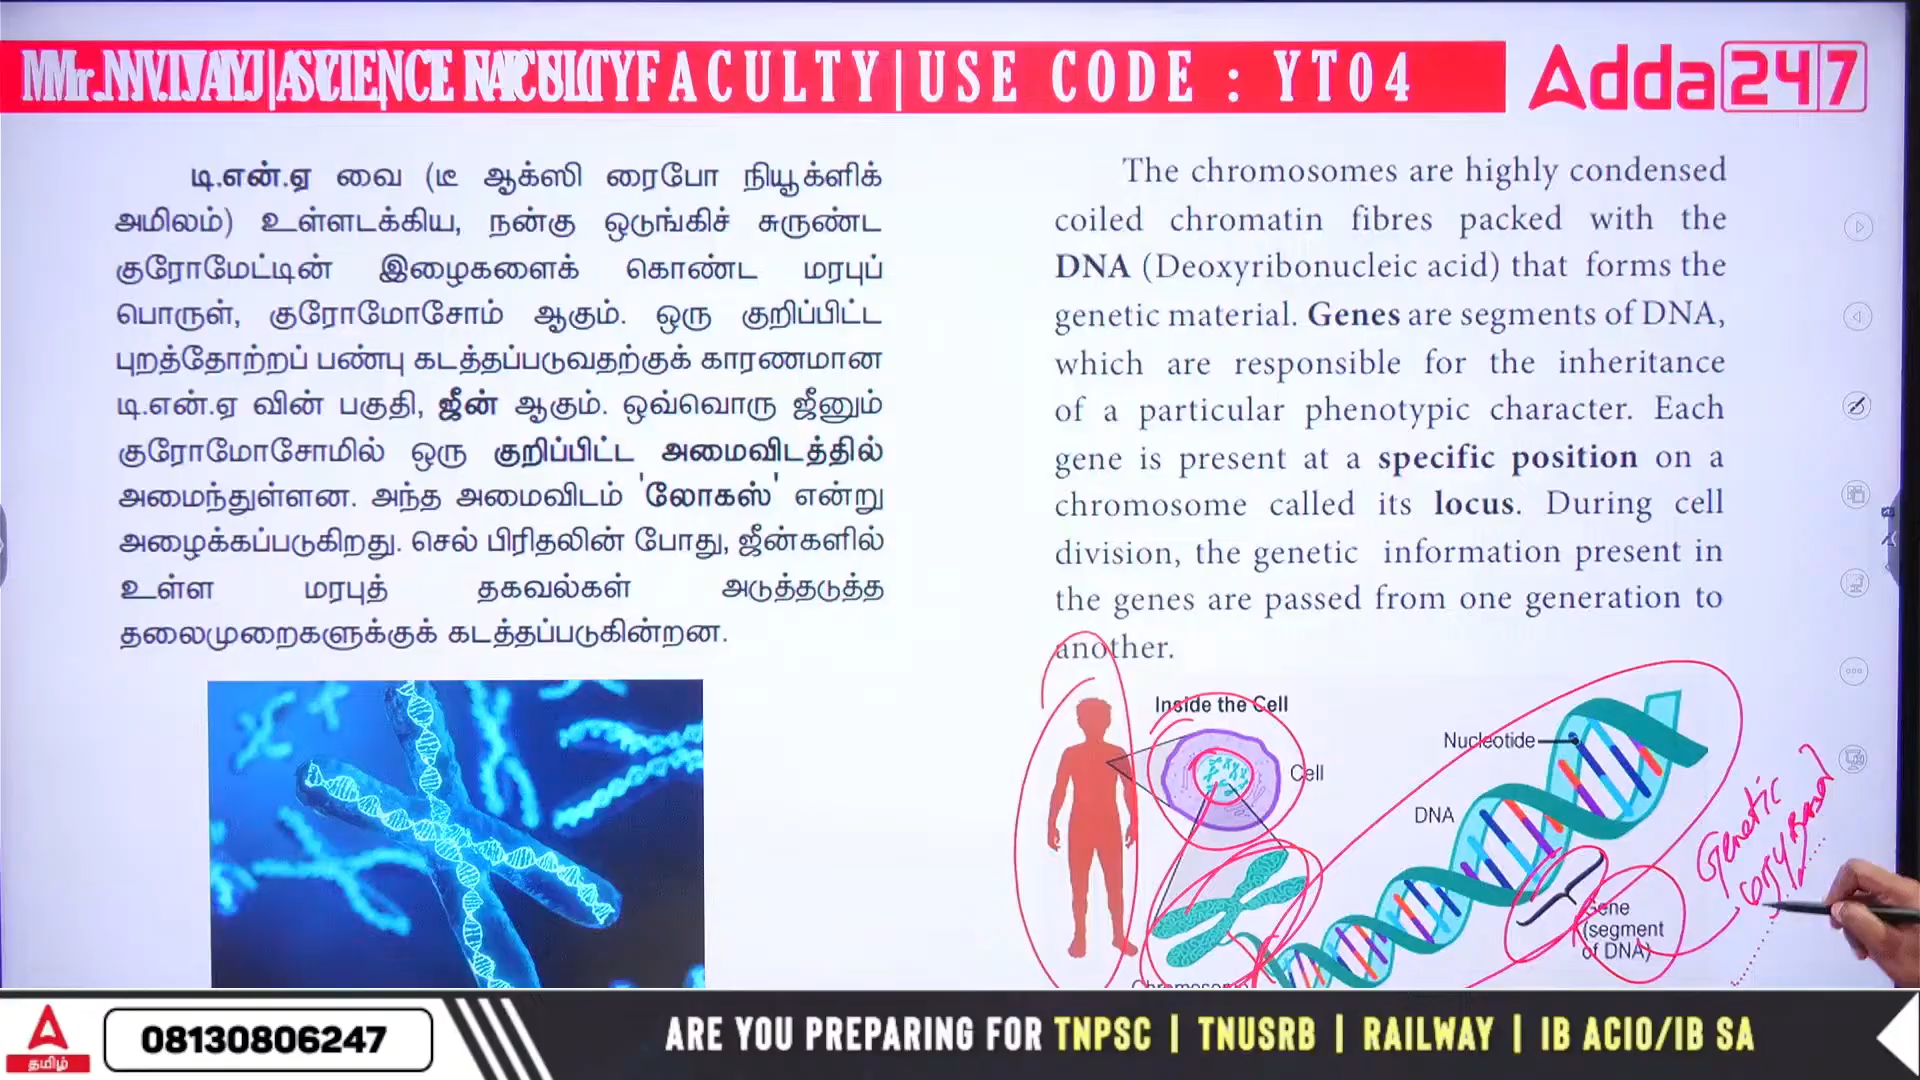 FACULTY | USE CODE : YT04
Adda247
டி.என்.ஏ வை (டீ ஆக்ஸி ரைபோ நியூக்ளிக்
அமிலம்) உள்ளடக்கிய, நன்கு ஒடுங்கிச் சுருண்ட
குரோமேட்டின் இழைகளைக் கொண்ட மரபுப்
பொருள், குரோமோசோம் ஆகும். ஒரு குறிப்பிட்ட
புறத்தோற்றப் பண்பு கடத்தப்படுவதற்குக் காரணமான
டி.என்.ஏ வின் பகுதி, ஜீன் ஆகும். ஒவ்வொரு ஜீனும்
குரோமோசோமில் ஒரு குறிப்பிட்ட அமைவிடத்தில்
அமைந்துள்ளன. அந்த அமைவிடம் 'லோகஸ்' என்று
அழைக்கப்படுகிறது. செல் பிரிதலின் போது, ஜீன்களில்
உள்ள மரபுத் தகவல்கள் அடுத்தடுத்த
தலைமுறைகளுக்குக் கடத்தப்படுகின்றன.
The chromosomes are highly condensed
coiled chromatin fibres packed with the
DNA (Deoxyribonucleic acid) that forms the
genetic material. Genes are segments of DNA,
which are responsible for the inheritance
of a particular phenotypic character. Each
gene is present at a specific position on a
chromosome called its locus. During cell
division, the genetic information present in
the genes are passed from one generation to
another.
Inside the Cell
Cell
Nucleotide
DNA
Gene
(segment
of DNA)
Chromosome
Genetic
தமிழ்
08130806247
ARE YOU PREPARING FOR TNPSC | TNUSRB | RAILWAY | IB ACIO/IB SA